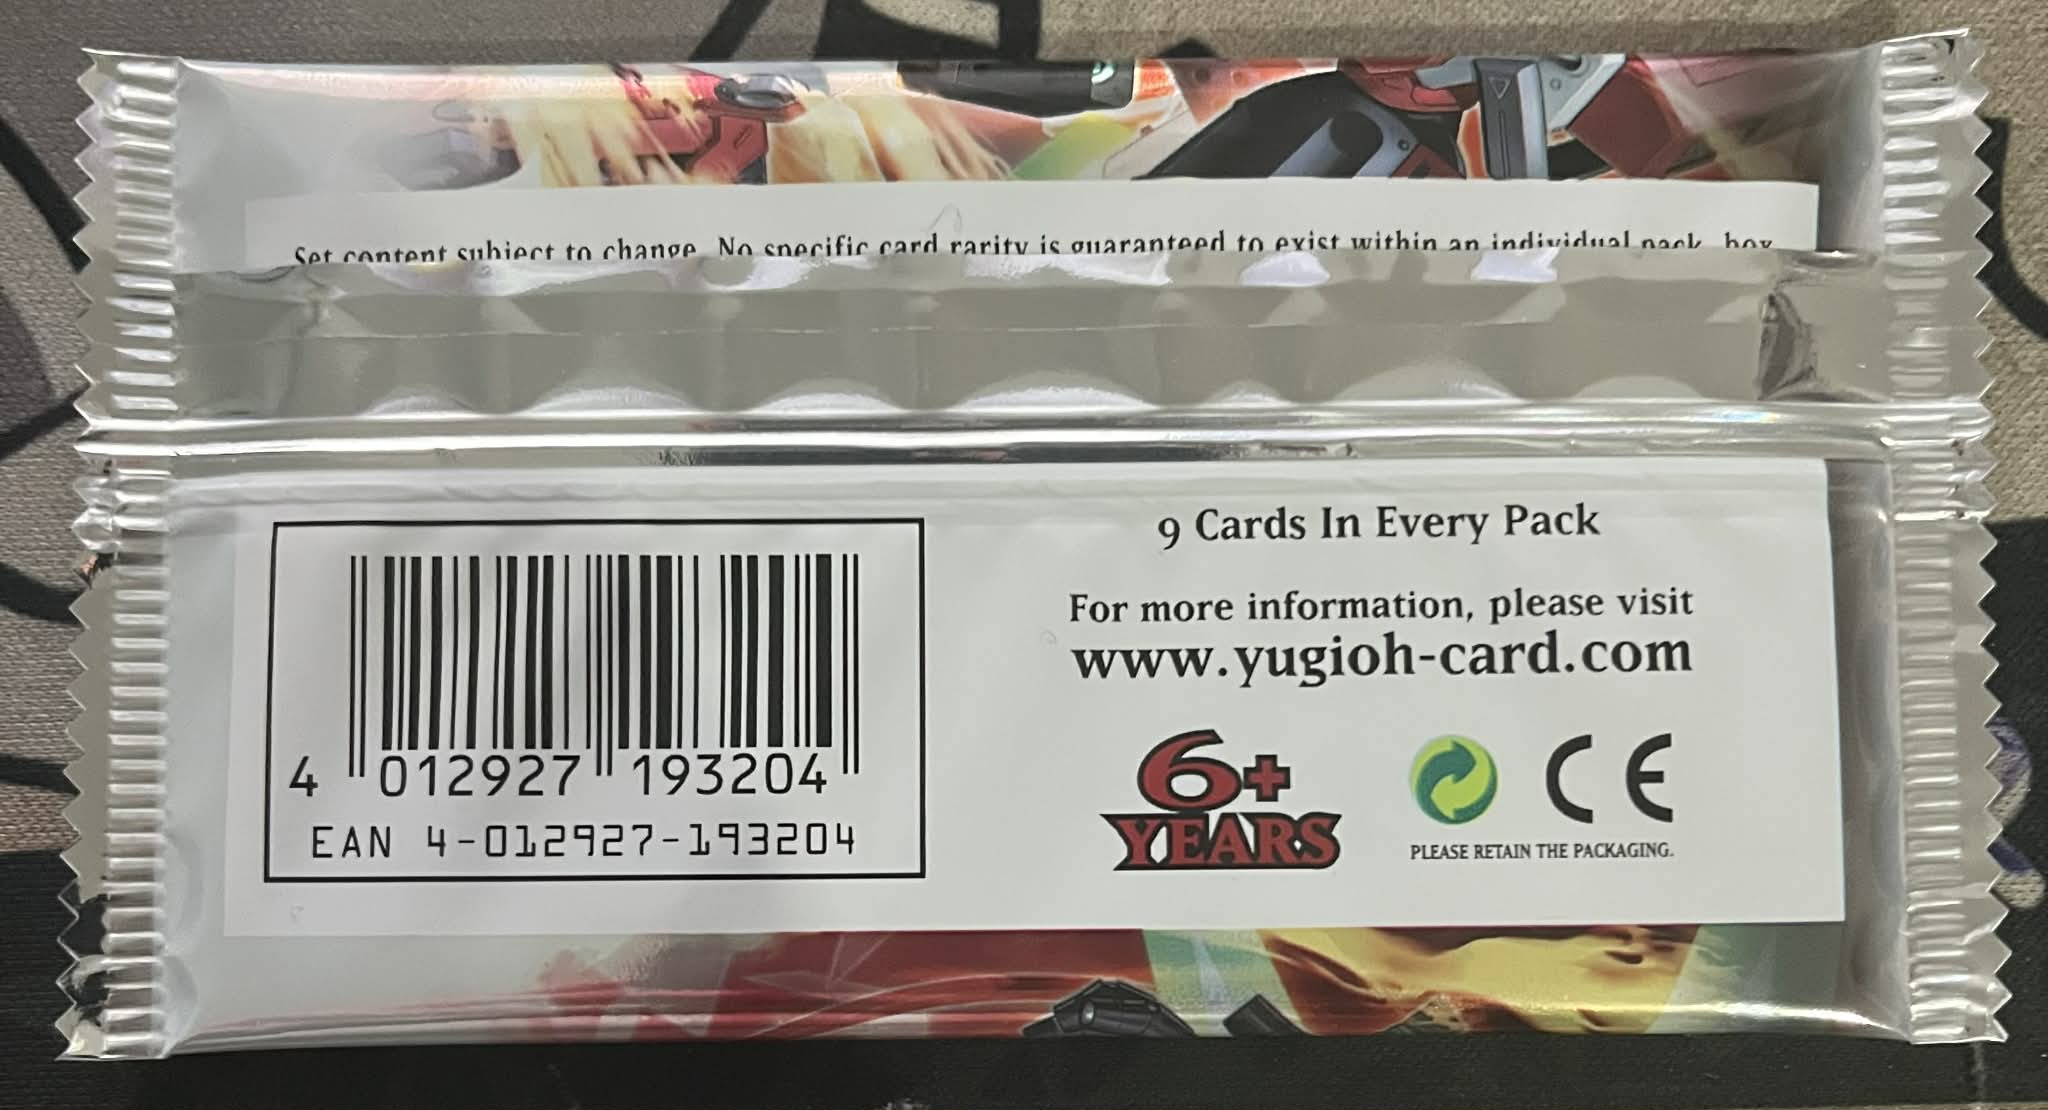 Set content subject to change. No specific card rarity is guaranteed to exist within an individual pack, box
9 Cards In Every Pack
For more information, please visit
www.yugioh-card.com
4 012927 193204
EAN 4-012927-193204
6+
YEARS
CE
PLEASE RETAIN THE PACKAGING.